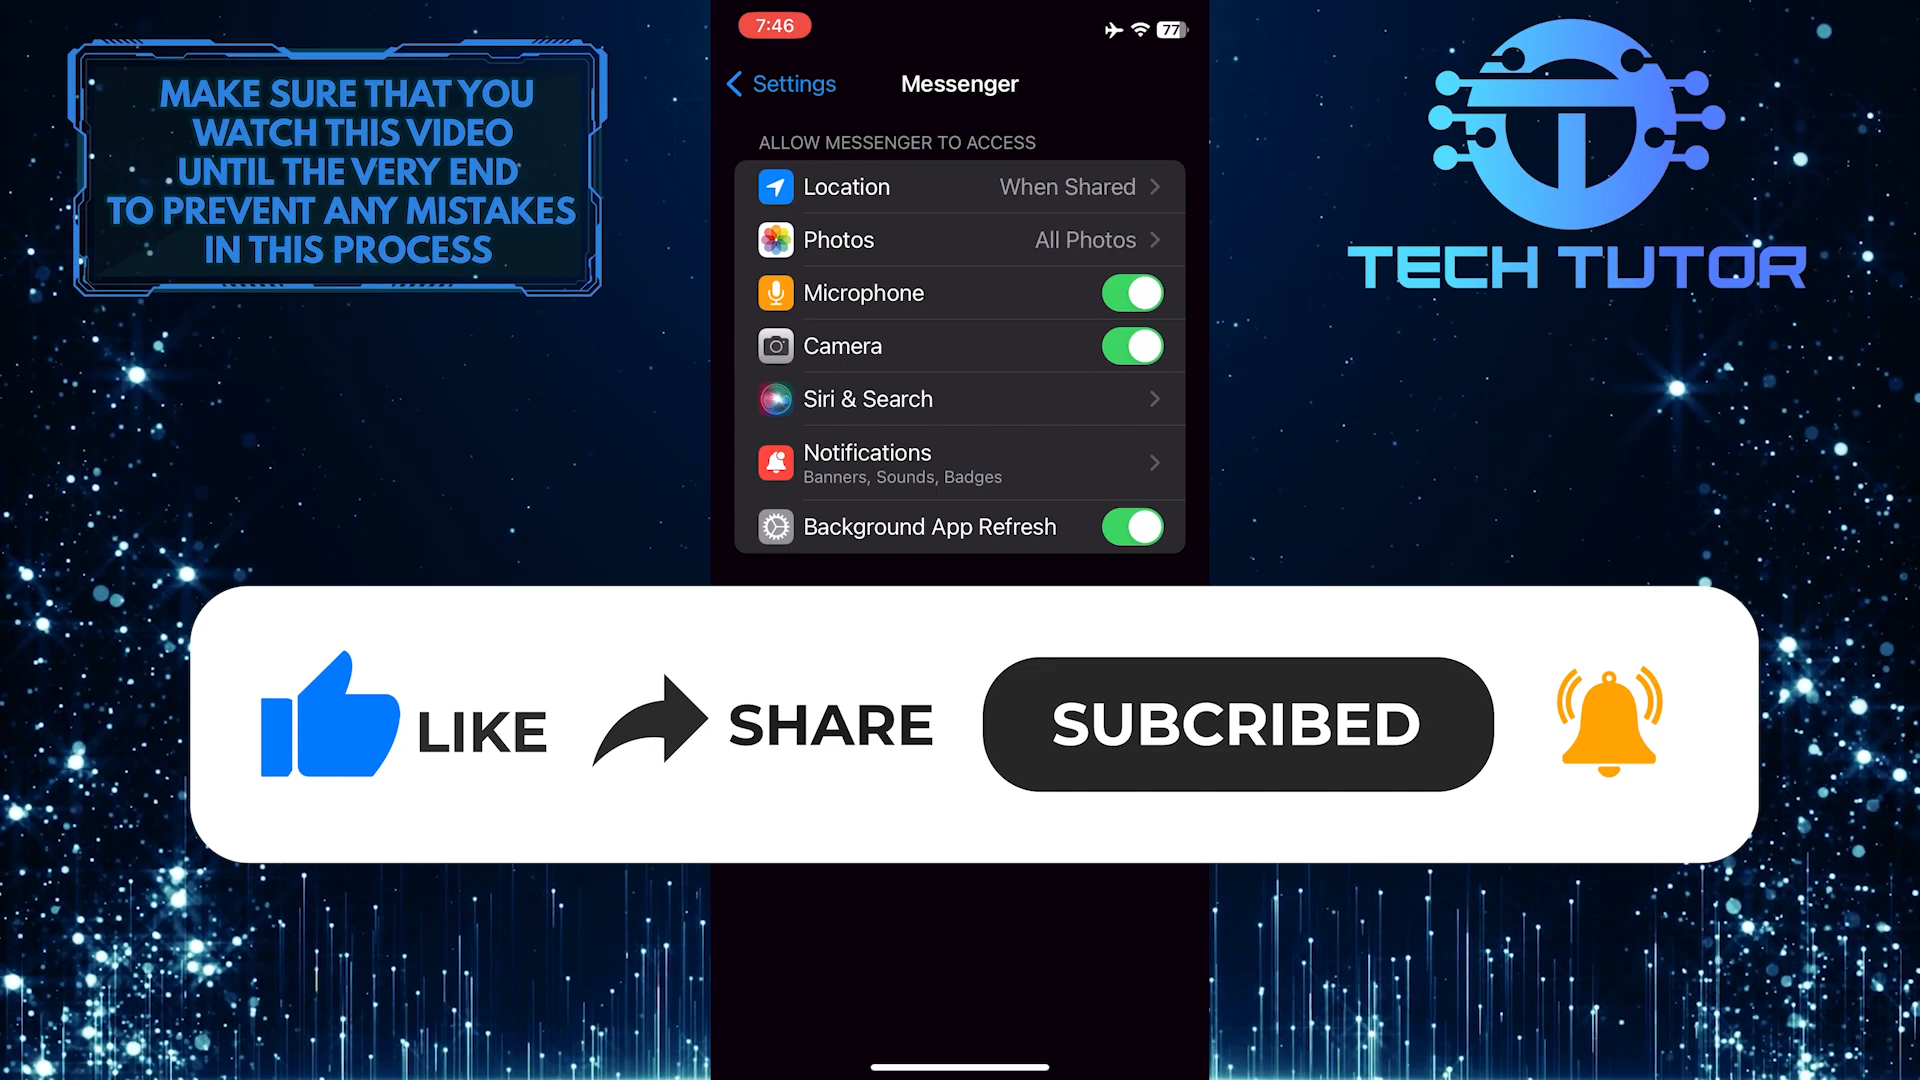 MAKE SURE THAT YOU
WATCH THIS VIDEO
UNTIL THE VERY END
TO PREVENT ANY MISTAKES
IN THIS PROCESS
7:46
77
Settings
Messenger
ALLOW MESSENGER TO ACCESS
Location When Shared
Photos All Photos
Microphone
Camera
Siri & Search
Notifications
Banners, Sounds, Badges
Background App Refresh
TECH TUTOR
LIKE
SHARE
SUBCRIBED